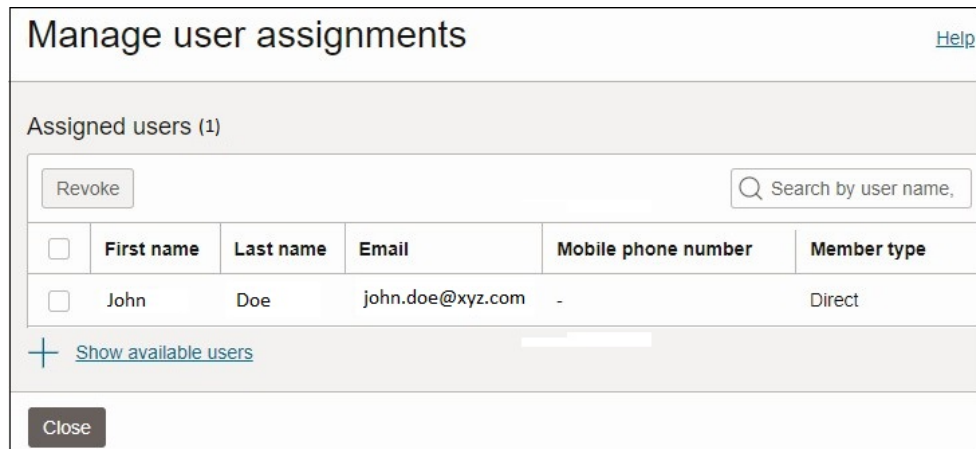 Manage user assignments
Help
Assigned users (1)
Revoke
Search by user name,
First name Last name Email Mobile phone number Member type
John Doe john.doe@xyz.com - Direct
Show available users
Close